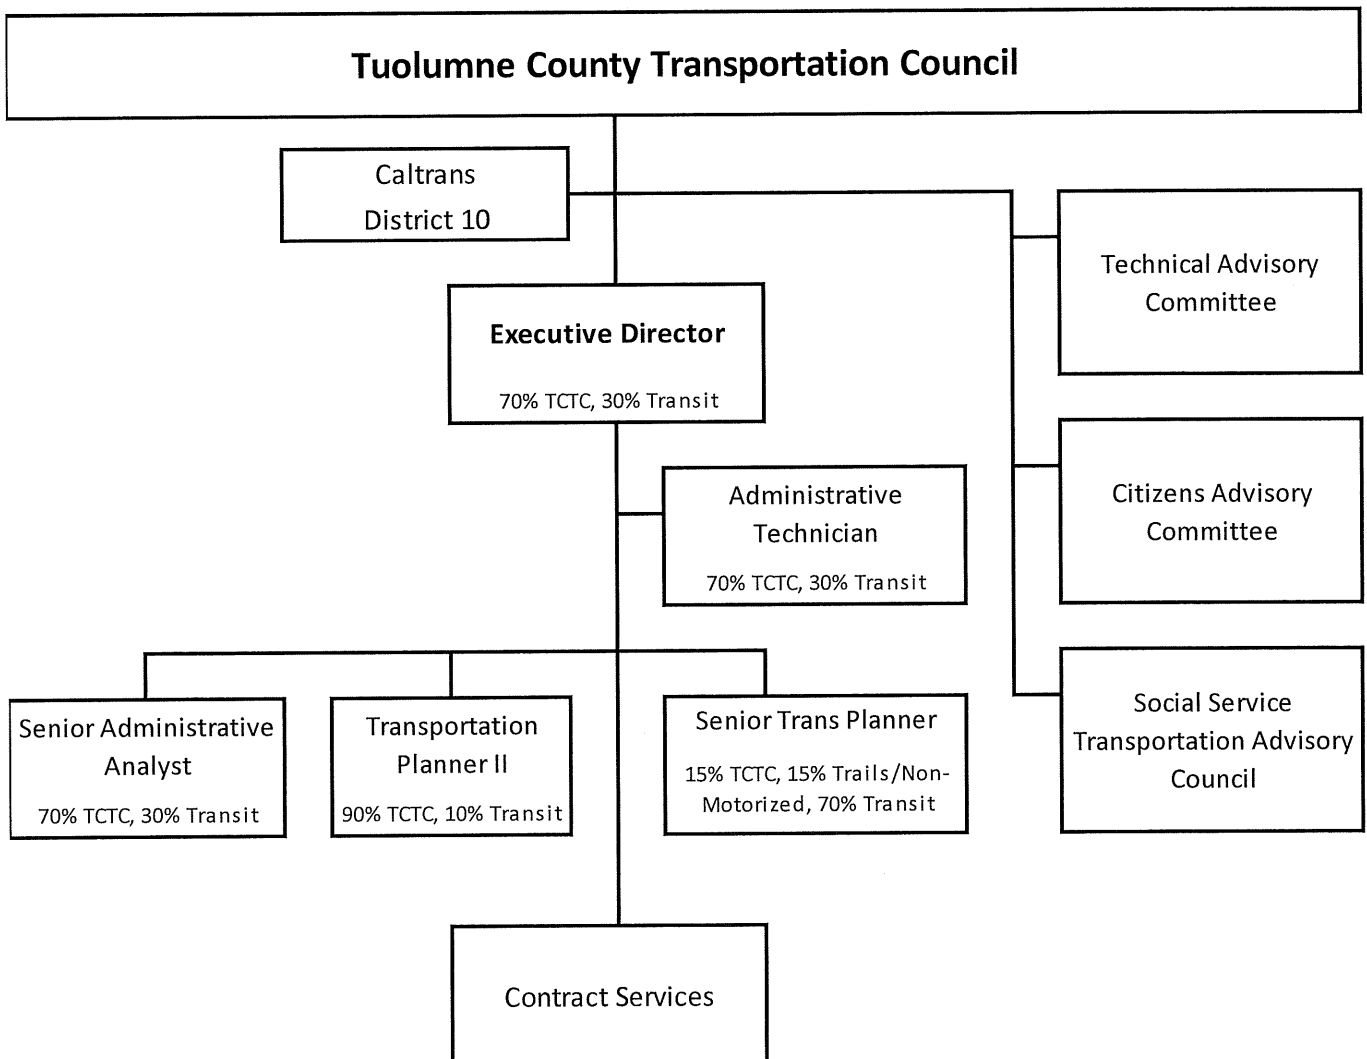 Tuolumne County Transportation Council
Caltrans
District 10
Executive Director
70% TCTC, 30% Transit
Technical Advisory
Committee
Administrative
Technician
70% TCTC, 30% Transit
Citizens Advisory
Committee
Senior Administrative
Analyst
70% TCTC, 30% Transit
Transportation
Planner II
90% TCTC, 10% Transit
Senior Trans Planner
15% TCTC, 15% Trails/Non-
Motorized, 70% Transit
Social Service
Transportation Advisory
Council
Contract Services